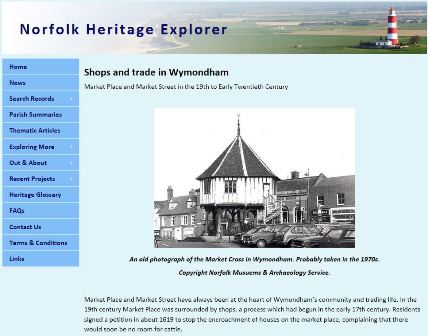 Norfolk Heritage Explorer
Home
News
Search Records +
Parish Summaries
Thematic Articles
Exploring More +
Out & About +
Recent Projects +
Heritage Glossary
FAQs
Contact Us
Terms & Conditions
Links
Shops and trade in Wymondham
Market Place and Market Street in the 19th to Early Twentieth Century
An old photograph of the Market Cross in Wymondham. Probably taken in the 1970s.
Copyright Norfolk Musuems & Archaeology Service.
Market Place and Market Street have always been at the heart of Wymondham's community and trading life. In the
19th century Market Place was surrounded by shops, a process which had begun in the early 17th century. Residents
signed a petition in about 1619 to stop the encroachment of houses on the market place, complaining that there
would soon be no room for cattle.